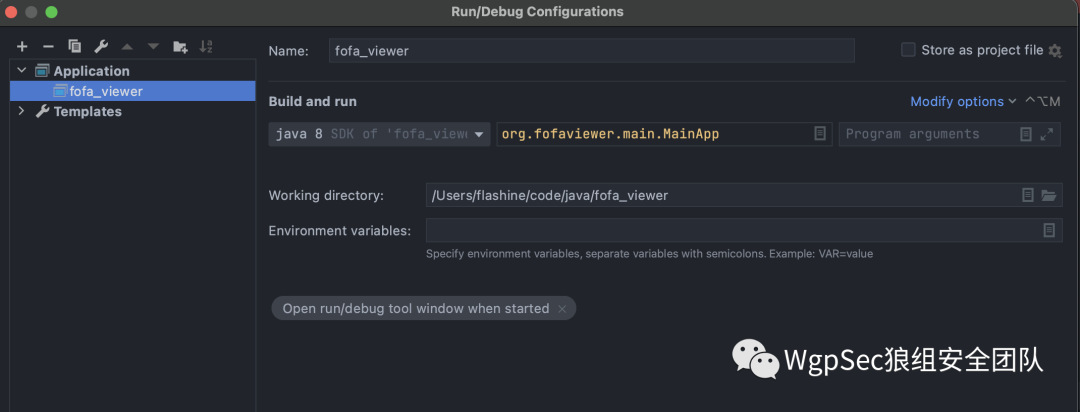 Run/Debug Configurations
Application
fofa_viewer
Templates
Name: fofa_viewer
Store as project file
Build and run
Modify options ⌃⌥M
java 8 SDK of 'fofa_view
org.fofaviewer.main.MainApp
Program arguments
Working directory: /Users/flashine/code/java/fofa_viewer
Environment variables:
Specify environment variables, separate variables with semicolons. Example: VAR=value
Open run/debug tool window when started
WgpSec狼组安全团队